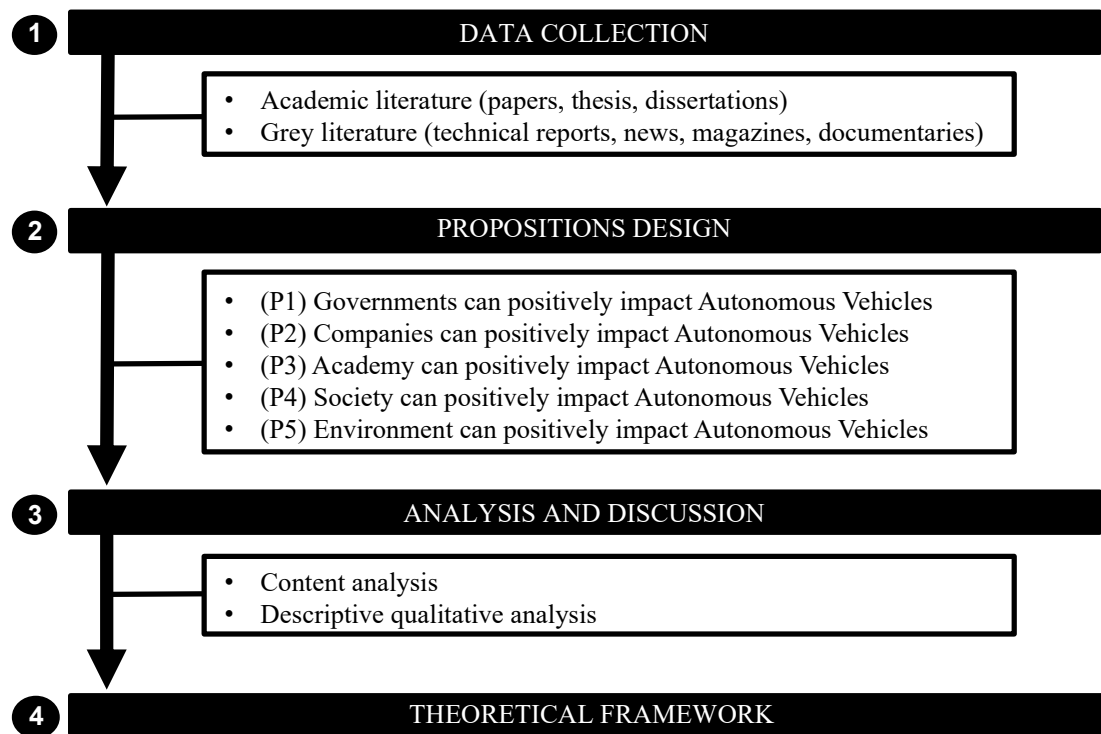 1 DATA COLLECTION
• Academic literature (papers, thesis, dissertations)
• Grey literature (technical reports, news, magazines, documentaries)
2 PROPOSITIONS DESIGN
• (P1) Governments can positively impact Autonomous Vehicles
• (P2) Companies can positively impact Autonomous Vehicles
• (P3) Academy can positively impact Autonomous Vehicles
• (P4) Society can positively impact Autonomous Vehicles
• (P5) Environment can positively impact Autonomous Vehicles
3 ANALYSIS AND DISCUSSION
• Content analysis
• Descriptive qualitative analysis
4 THEORETICAL FRAMEWORK